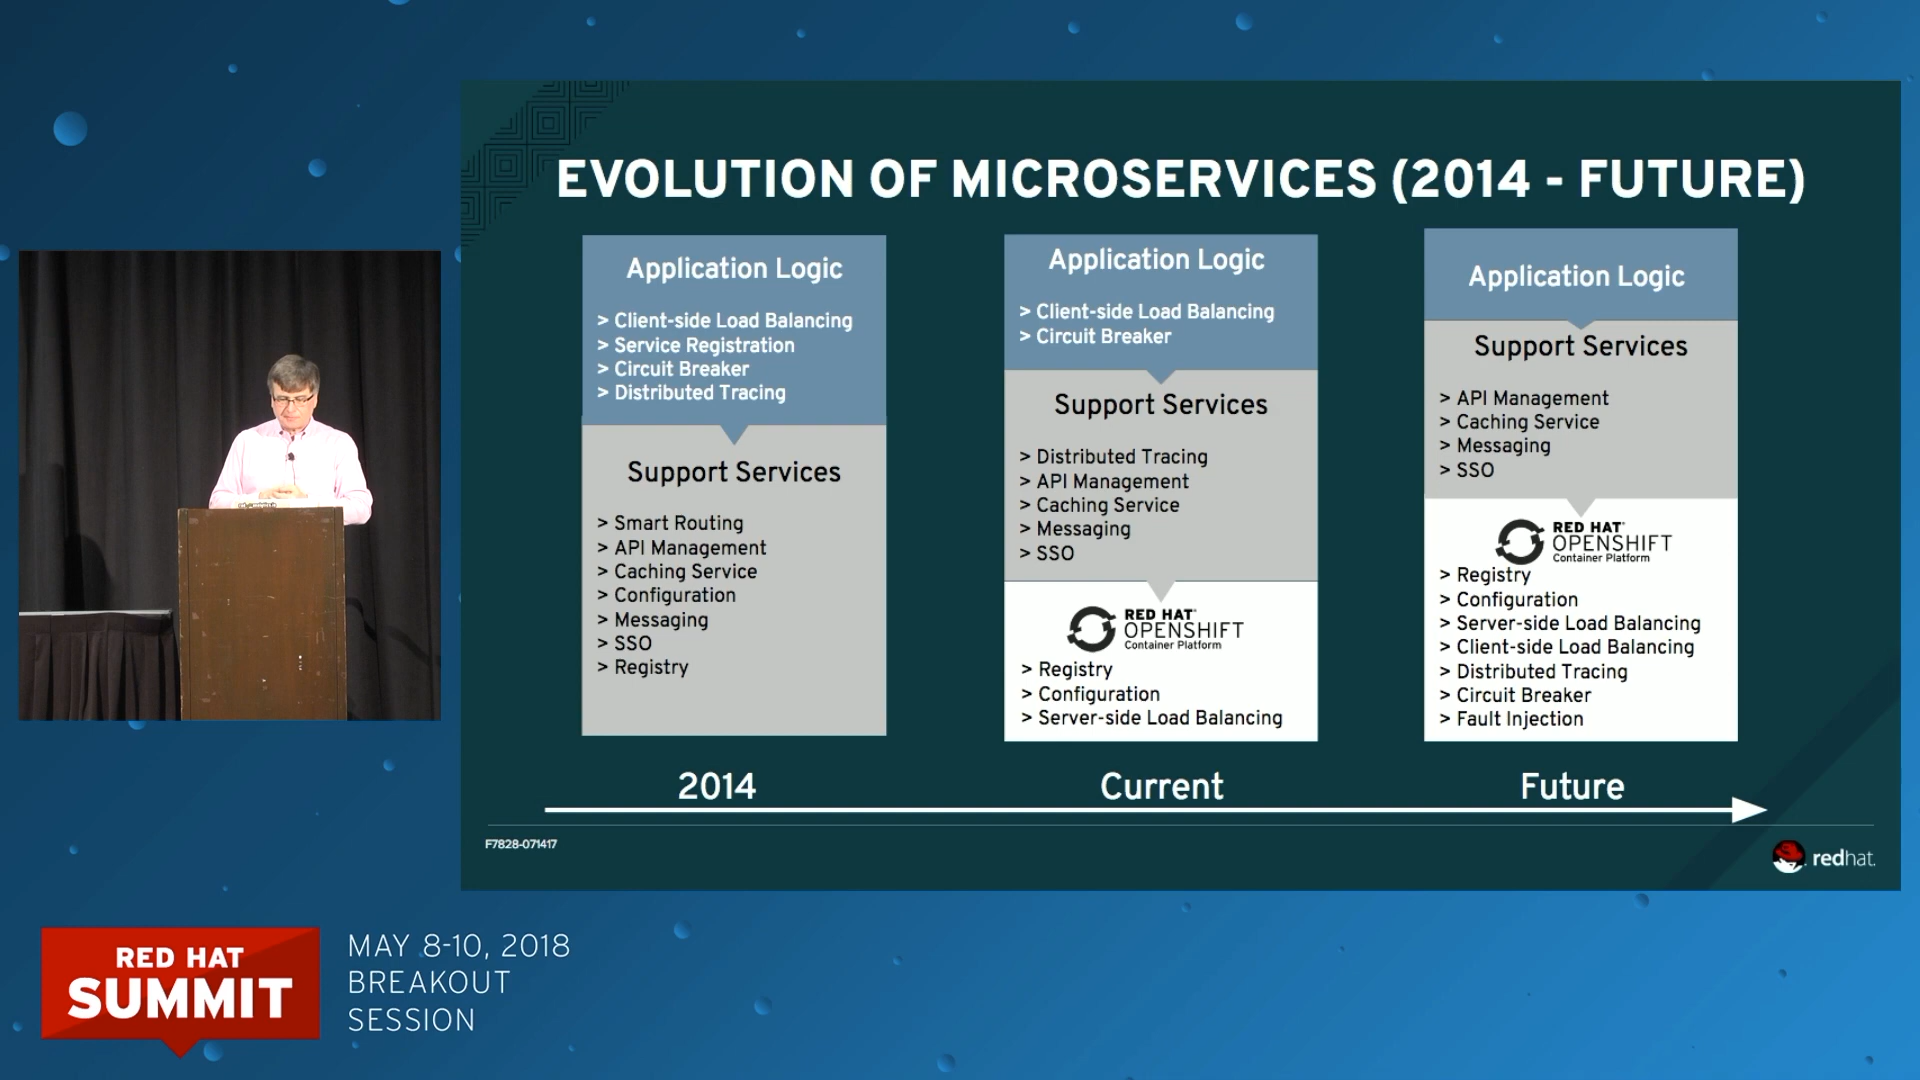 EVOLUTION OF MICROSERVICES (2014 - FUTURE)
Application Logic
> Client-side Load Balancing
> Service Registration
> Circuit Breaker
> Distributed Tracing
Support Services
> Smart Routing
> API Management
> Caching Service
> Configuration
> Messaging
> SSO
> Registry
2014
Application Logic
> Client-side Load Balancing
> Circuit Breaker
Support Services
> Distributed Tracing
> API Management
> Caching Service
> Messaging
> SSO
RED HAT
OPENSHIFT
Container Platform
> Registry
> Configuration
> Server-side Load Balancing
Current
Application Logic
Support Services
> API Management
> Caching Service
> Messaging
> SSO
RED HAT
OPENSHIFT
Container Platform
> Registry
> Configuration
> Server-side Load Balancing
> Client-side Load Balancing
> Distributed Tracing
> Circuit Breaker
> Fault Injection
Future
F7828-071417
redhat.
RED HAT
SUMMIT
MAY 8-10, 2018
BREAKOUT
SESSION